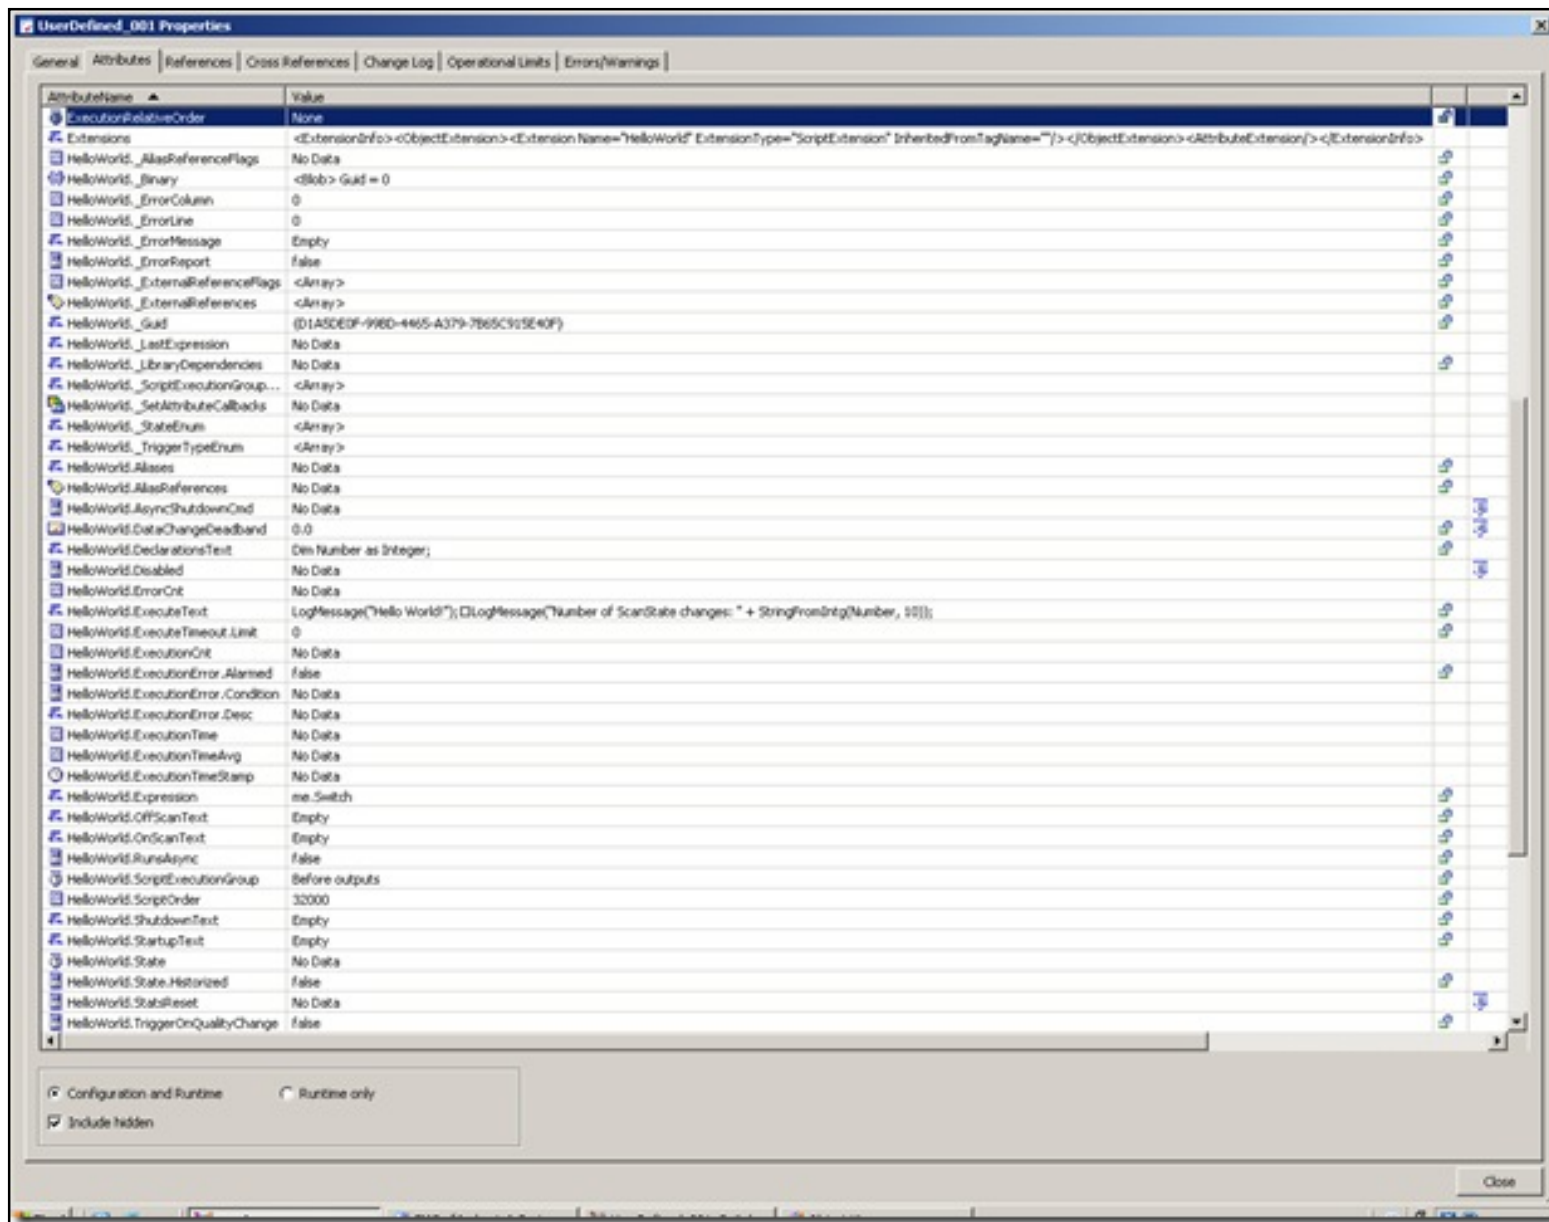 UserDefined_001 Properties
General Attributes References Cross References Change Log Operational Limits Errors/Warnings
AttributeName Value
ExecutionRelativeOrder None
Extensions <ExtensionInfo><ObjectExtension><Extension Name="HelloWorld" ExtensionType="ScriptExtension" InheritedFromTagName=""/></ObjectExtension><AttributeExtension/></ExtensionInfo>
HelloWorld._AliasReferenceFlags No Data
HelloWorld._Binary <Blob> Guid = 0
HelloWorld._ErrorColumn 0
HelloWorld._ErrorLine 0
HelloWorld._ErrorMessage Empty
HelloWorld._ErrorReport false
HelloWorld._ExternalReferenceFlags <Array>
HelloWorld._ExternalReferences <Array>
HelloWorld._Guid
HelloWorld._LastExpression No Data
HelloWorld._LibraryDependencies No Data
HelloWorld._ScriptExecutionGroup... <Array>
HelloWorld._SetAttributeCallbacks No Data
HelloWorld._StateEnum <Array>
HelloWorld._TriggerTypeEnum <Array>
HelloWorld.Aliases No Data
HelloWorld.AliasReferences No Data
HelloWorld.AsyncShutdownCmd No Data
HelloWorld.DataChangeDeadband 0.0
HelloWorld.DeclarationsText Dim Number as Integer;
HelloWorld.Disabled No Data
HelloWorld.ErrorCnt No Data
HelloWorld.ExecuteText LogMessage("Hello World!");□LogMessage("Number of ScanState changes: " + StringFromIntg(Number, 10));
HelloWorld.ExecuteTimeout.Limit 0
HelloWorld.ExecutionCnt No Data
HelloWorld.ExecutionError.Alarmed false
HelloWorld.ExecutionError.Condition No Data
HelloWorld.ExecutionError.Desc No Data
HelloWorld.ExecutionTime No Data
HelloWorld.ExecutionTimeAvg No Data
HelloWorld.ExecutionTimeStamp No Data
HelloWorld.Expression me.Switch
HelloWorld.OffScanText Empty
HelloWorld.OnScanText Empty
HelloWorld.RunsAsync false
HelloWorld.ScriptExecutionGroup Before outputs
HelloWorld.ScriptOrder 32000
HelloWorld.ShutdownText Empty
HelloWorld.StartupText Empty
HelloWorld.State No Data
HelloWorld.State.Historized false
HelloWorld.StatsReset No Data
HelloWorld.TriggerOnQualityChange false
Configuration and Runtime Runtime only
Include hidden
Close